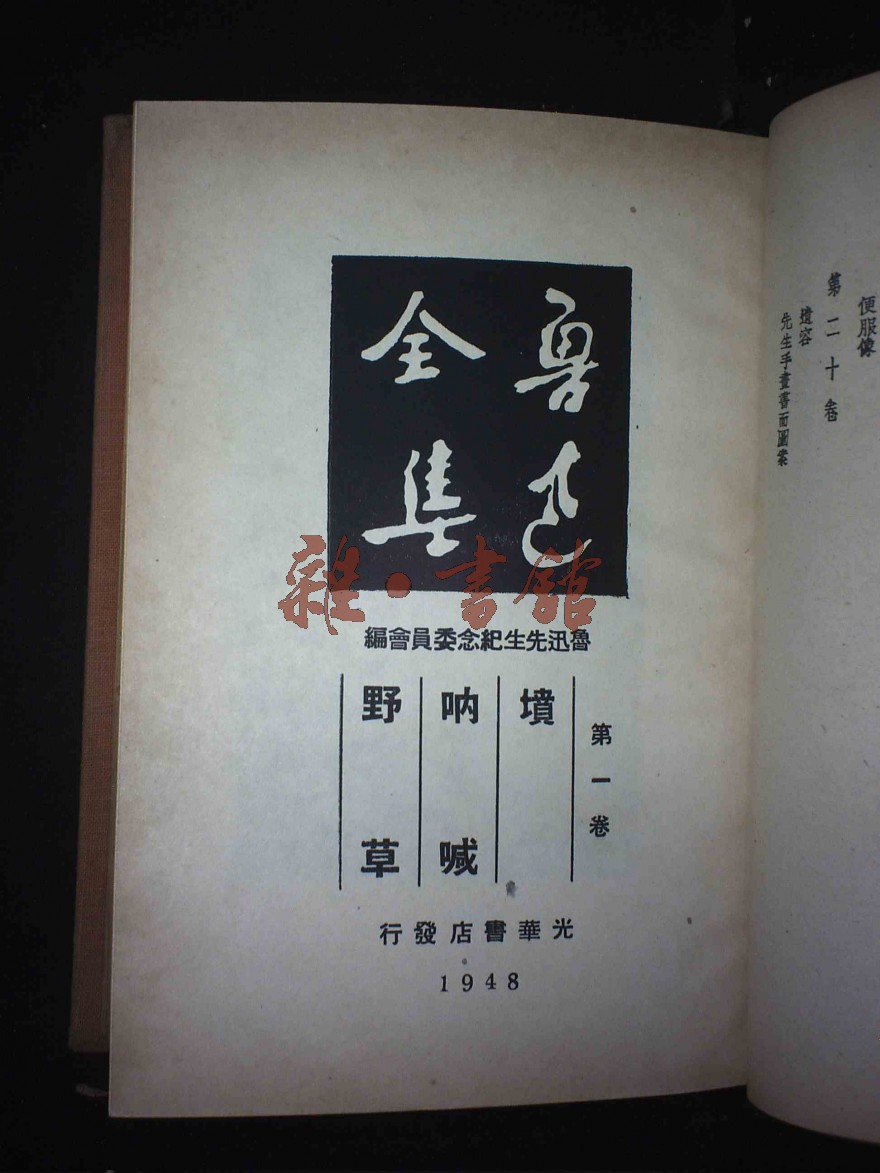 魯迅
全集
魯迅先生紀念委員會編
第一卷
墳
吶喊
野草
光華書店發行
1948
便服像
第二十卷
遺容
先生手畫書面圖案
雜·書館